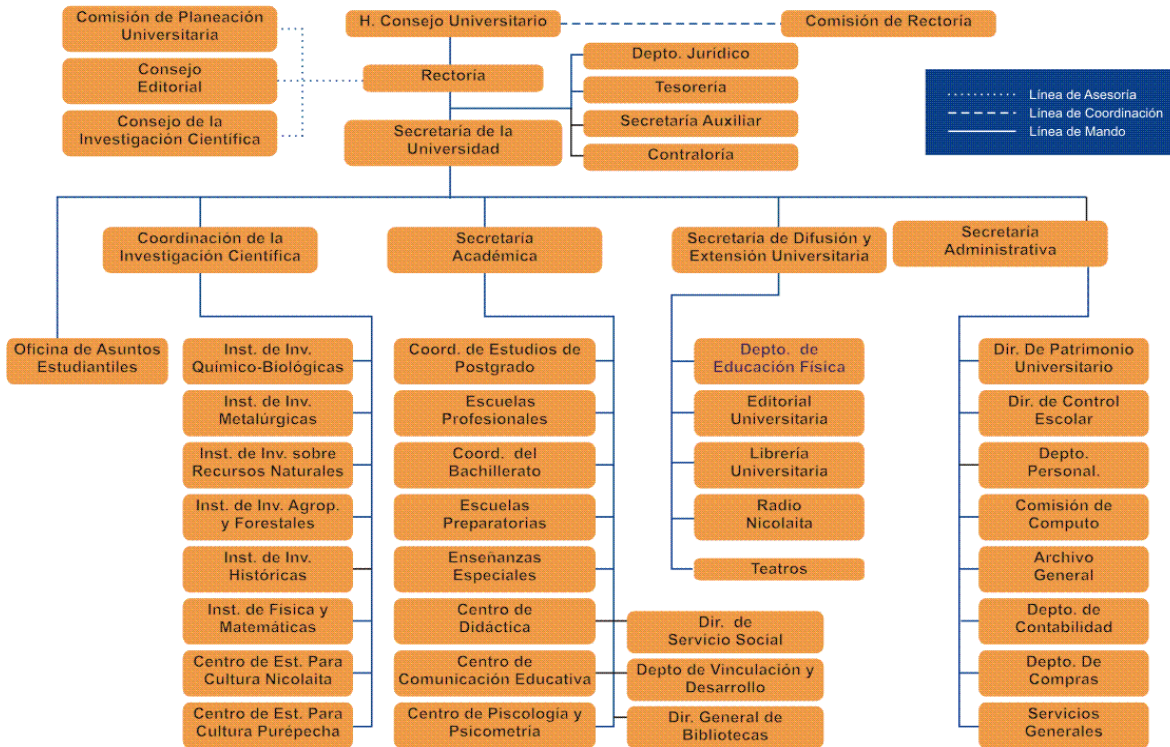 Comisión de Planeación
Universitaria
H. Consejo Universitario
Comisión de Rectoría
Consejo
Editorial
Rectoría
Depto. Jurídico
Tesorería
Consejo de la
Investigación Científica
Secretaría de la
Universidad
Secretaría Auxiliar
Contraloría
Línea de Asesoría
Línea de Coordinación
Línea de Mando
Coordinación de la
Investigación Científica
Secretaría
Académica
Secretaría de Difusión y
Extensión Universitaria
Secretaría
Administrativa
Oficina de Asuntos
Estudiantiles
Inst. de Inv.
Químico-Biológicas
Inst. de Inv.
Metalúrgicas
Inst. de Inv. sobre
Recursos Naturales
Inst. de Inv. Agrop.
y Forestales
Inst. de Inv.
Históricas
Inst. de Física y
Matemáticas
Centro de Est. Para
Cultura Nicolaita
Centro de Est. Para
Cultura Purépecha
Coord. de Estudios de
Postgrado
Escuelas
Profesionales
Coord. del
Bachillerato
Escuelas
Preparatorias
Enseñanzas
Especiales
Centro de
Didáctica
Centro de
Comunicación Educativa
Centro de Piscología y
Psicometría
Dir. de
Servicio Social
Depto de Vinculación y
Desarrollo
Dir. General de
Bibliotecas
Depto. de
Educación Física
Editorial
Universitaria
Librería
Universitaria
Radio
Nicolaita
Teatros
Dir. De Patrimonio
Universitario
Dir. de Control
Escolar
Depto.
Personal.
Comisión de
Computo
Archivo
General
Depto. de
Contabilidad
Depto. De
Compras
Servicios
Generales